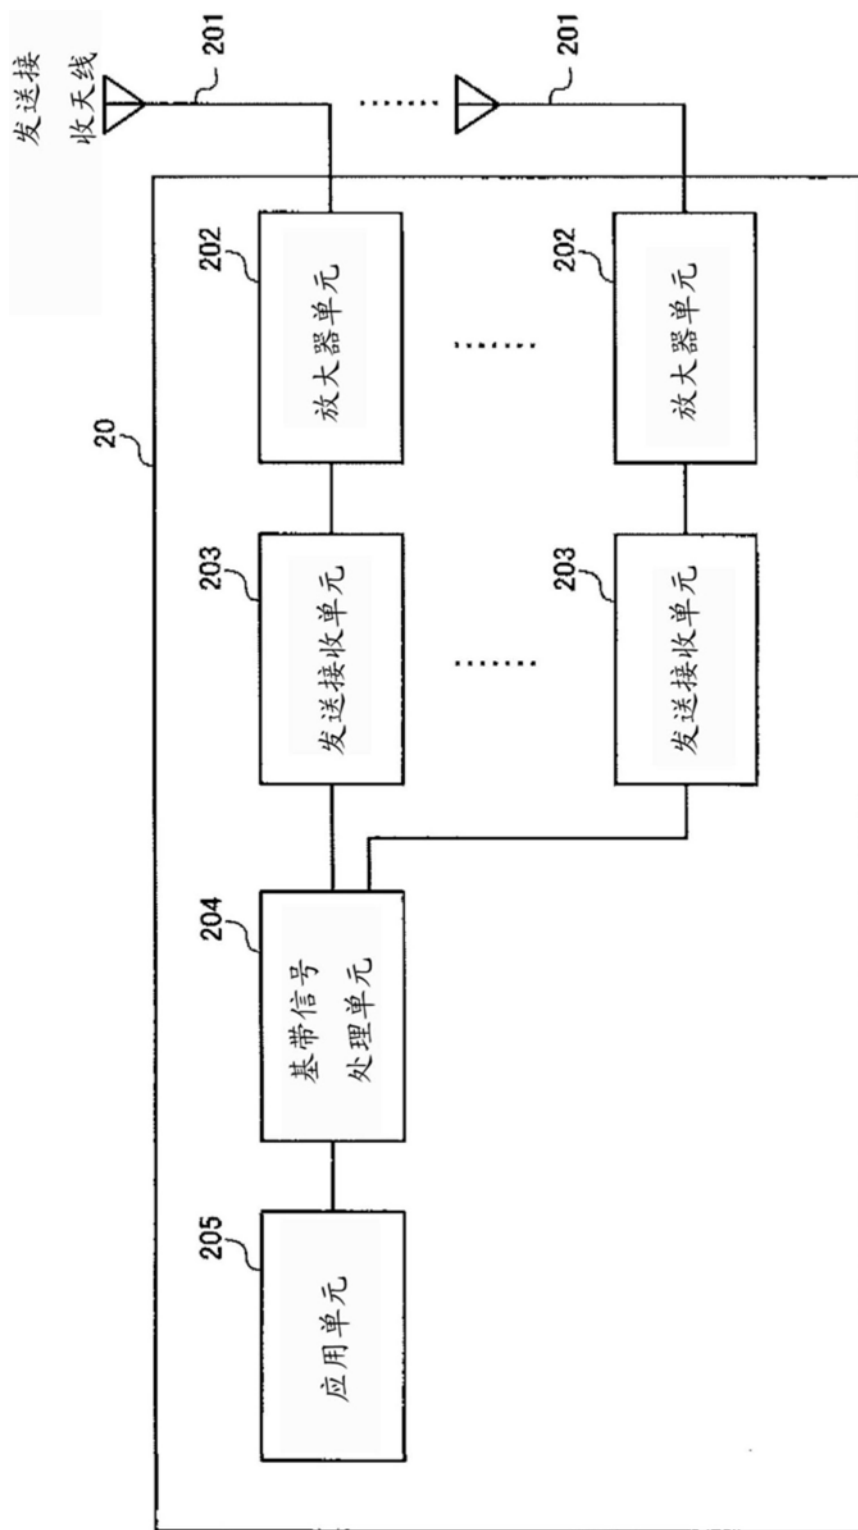 发送接
收天线
201
201
20
202
放大器单元
202
放大器单元
203
发送接收单元
203
发送接收单元
204
基带信号
处理单元
205
应用单元